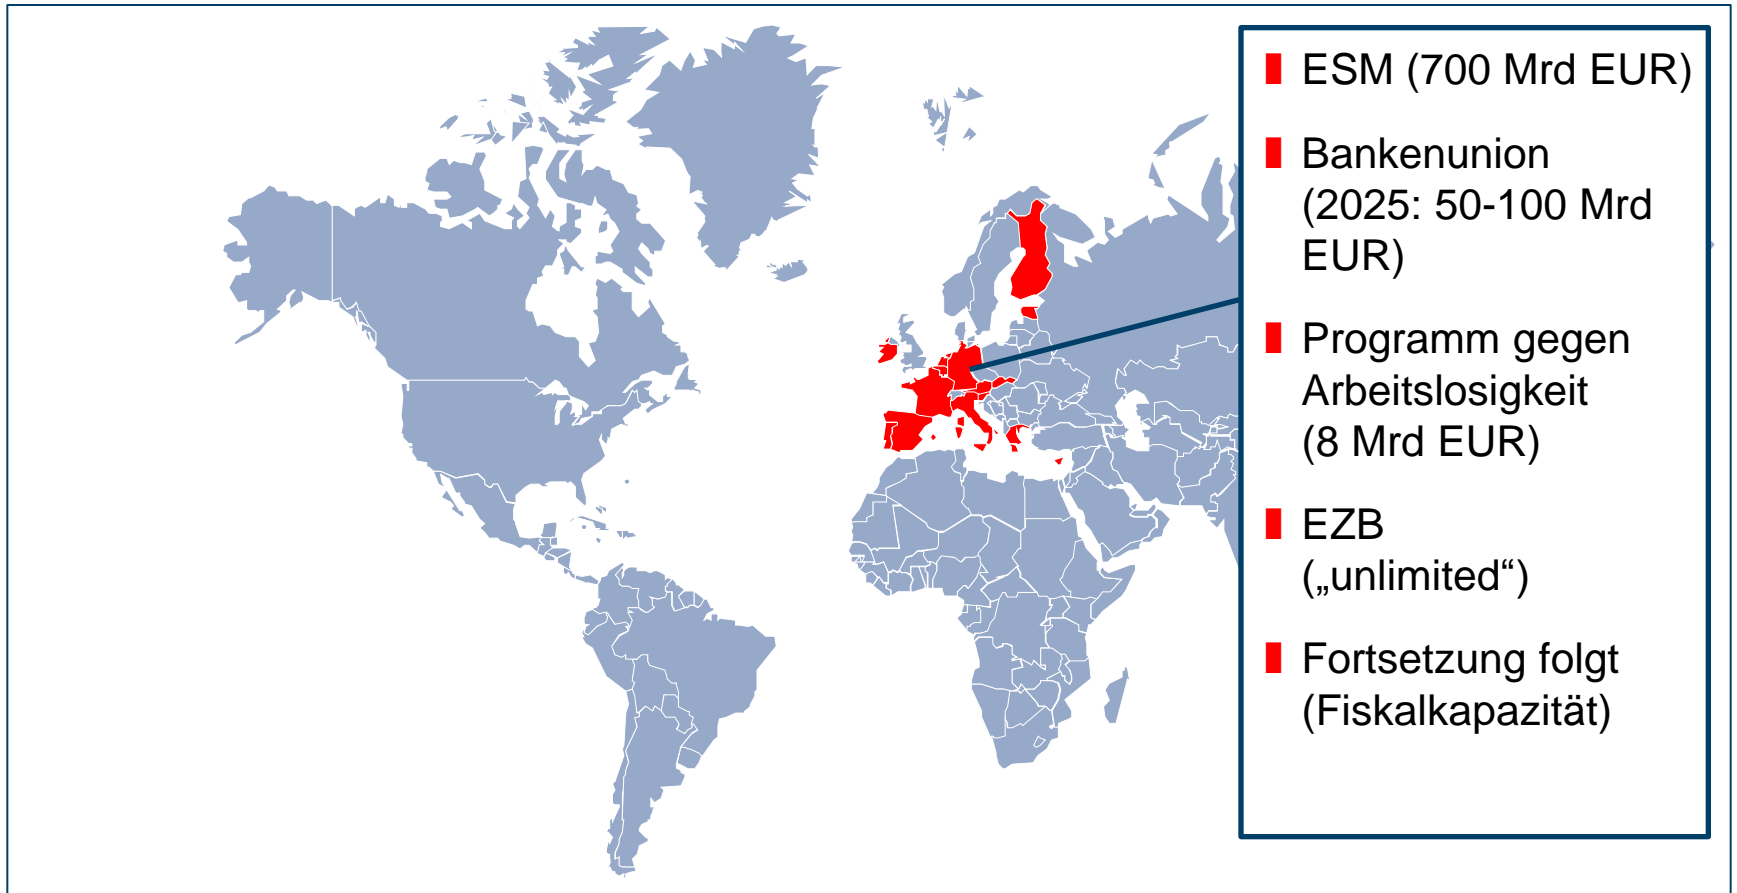 ESM (700 Mrd EUR)
Bankenunion
(2025: 50-100 Mrd
EUR)
Programm gegen
Arbeitslosigkeit
(8 Mrd EUR)
EZB
(„unlimited“)
Fortsetzung folgt
(Fiskalkapazität)